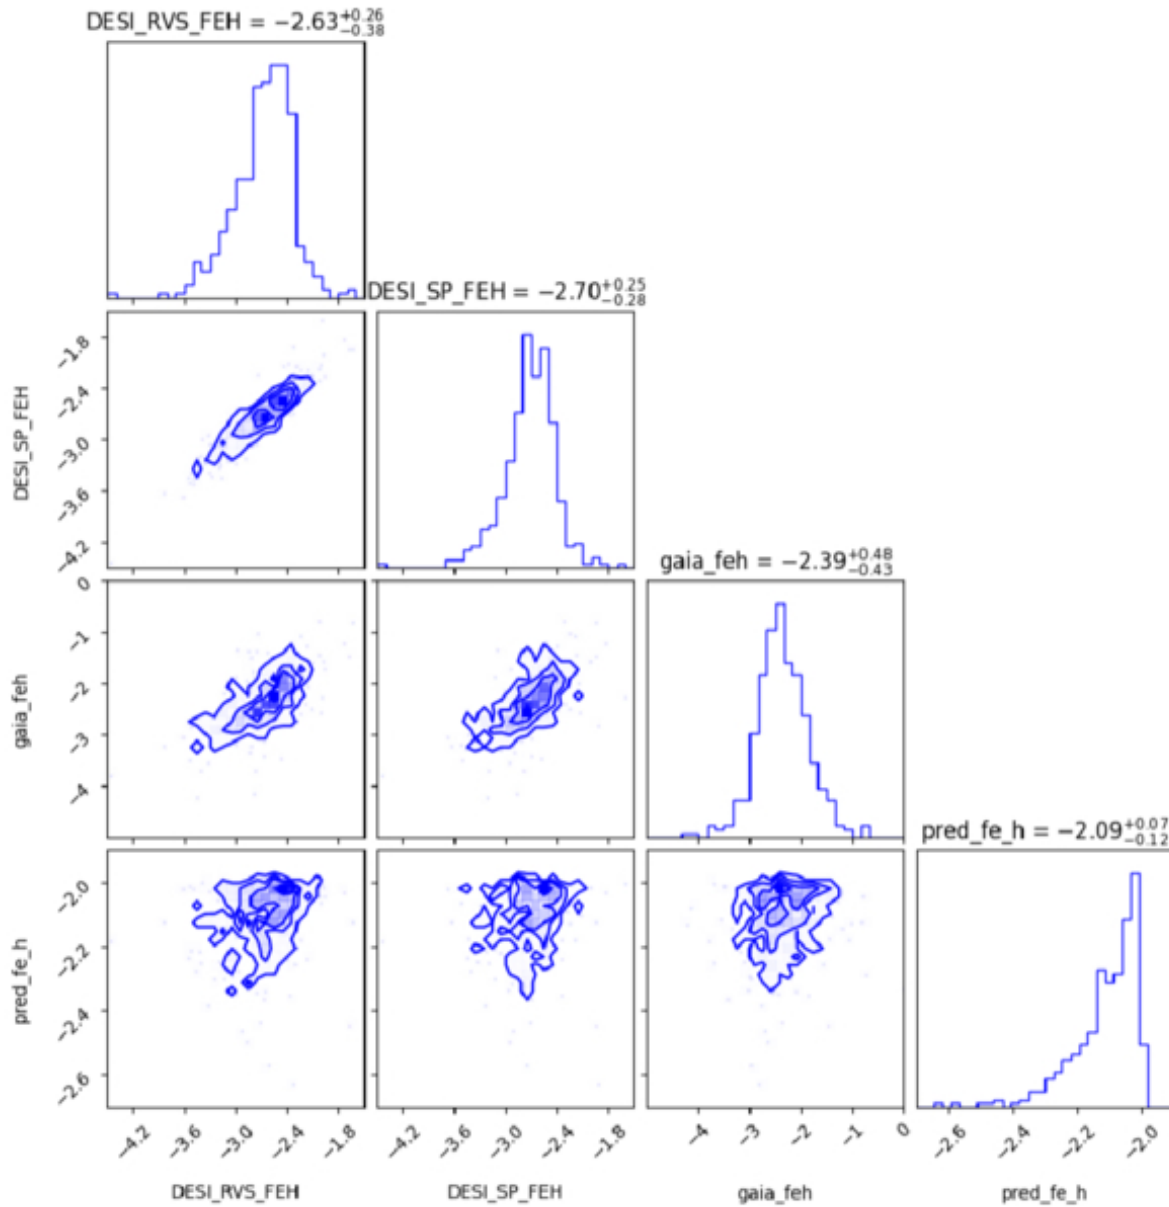 DESI_RVS_FEH = −2.63+0.26−0.38
DESI_SP_FEH = −2.70+0.25−0.28
−1.8
−2.4
−3.0
−3.6
−4.2
DESI_SP_FEH
gaia_feh = −2.39+0.48−0.43
0
−1
−2
−3
−4
gaia_feh
pred_fe_h = −2.09+0.07−0.12
−2.0
−2.2
−2.4
−2.6
pred_fe_h
−4.2 −3.6 −3.0 −2.4 −1.8 −4.2 −3.6 −3.0 −2.4 −1.8 −4 −3 −2 −1 0 −2.6 −2.4 −2.2 −2.0
DESI_RVS_FEH DESI_SP_FEH gaia_feh pred_fe_h